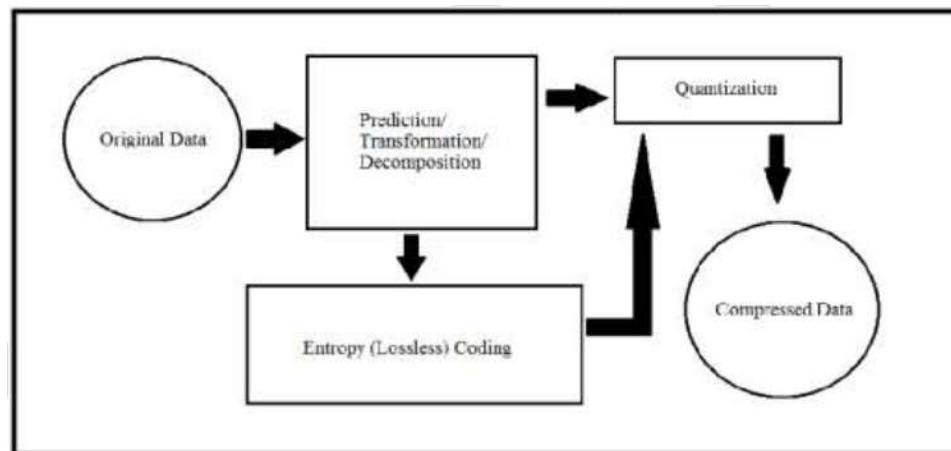 Original Data
Prediction/
Transformation/
Decomposition
Quantization
Entropy (Lossless) Coding
Compressed Data